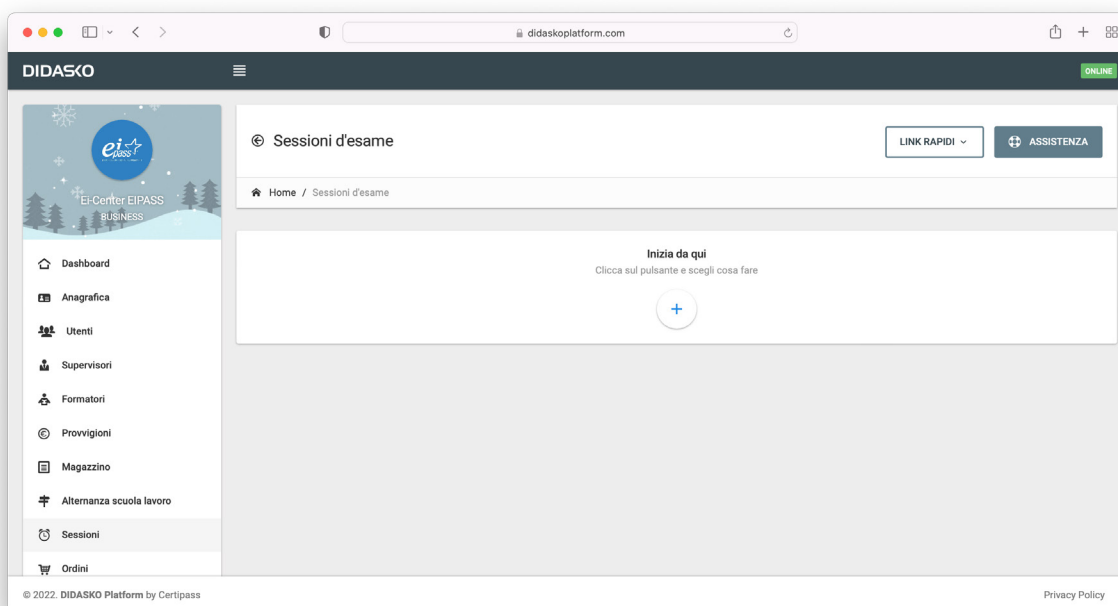 didaskoplatform.com
DIDASKO
ONLINE
eipass
Ei-Center EIPASS
BUSINESS
Sessioni d'esame
LINK RAPIDI
ASSISTENZA
Home / Sessioni d'esame
Inizia da qui
Clicca sul pulsante e scegli cosa fare
+
Dashboard
Anagrafica
Utenti
Supervisori
Formatori
Provvigioni
Magazzino
Alternanza scuola lavoro
Sessioni
Ordini
© 2022. DIDASKO Platform by Certipass
Privacy Policy